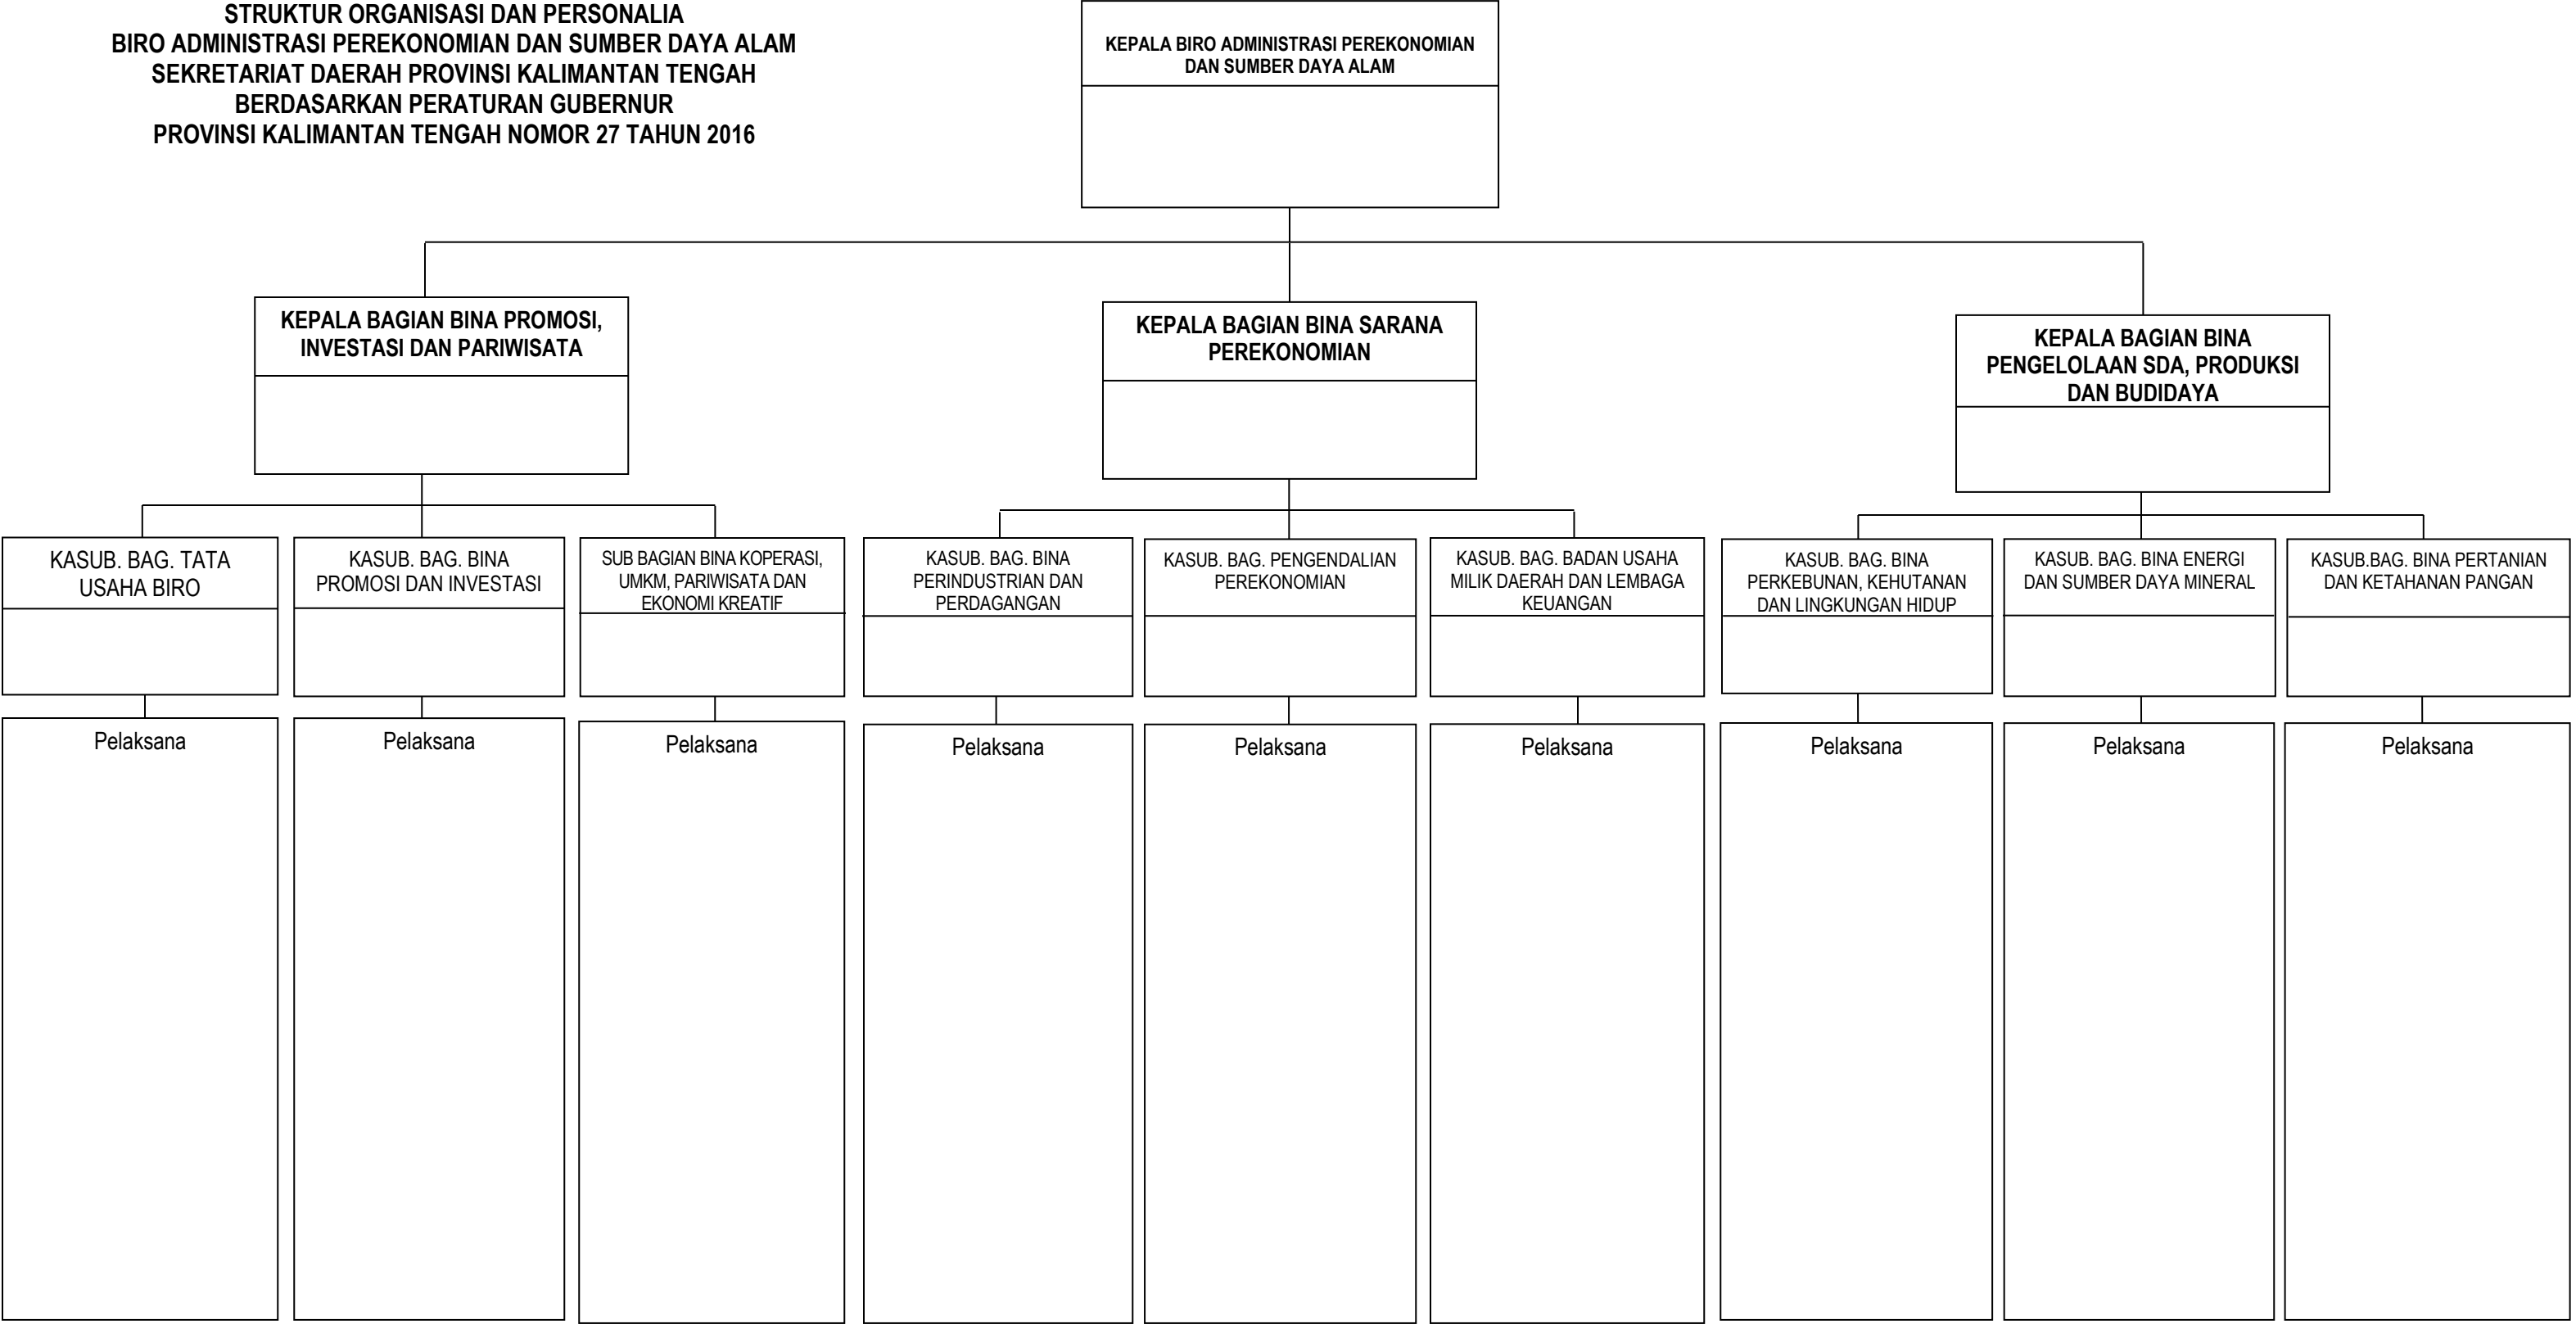 STRUKTUR ORGANISASI DAN PERSONALIA
BIRO ADMINISTRASI PEREKONOMIAN DAN SUMBER DAYA ALAM
SEKRETARIAT DAERAH PROVINSI KALIMANTAN TENGAH
BERDASARKAN PERATURAN GUBERNUR
PROVINSI KALIMANTAN TENGAH NOMOR 27 TAHUN 2016
KEPALA BIRO ADMINISTRASI PEREKONOMIAN
DAN SUMBER DAYA ALAM
KEPALA BAGIAN BINA PROMOSI,
INVESTASI DAN PARIWISATA
KEPALA BAGIAN BINA SARANA
PEREKONOMIAN
KEPALA BAGIAN BINA
PENGELOLAAN SDA, PRODUKSI
DAN BUDIDAYA
KASUB. BAG. TATA
USAHA BIRO
KASUB. BAG. BINA
PROMOSI DAN INVESTASI
SUB BAGIAN BINA KOPERASI,
UMKM, PARIWISATA DAN
EKONOMI KREATIF
KASUB. BAG. BINA
PERINDUSTRIAN DAN
PERDAGANGAN
KASUB. BAG. PENGENDALIAN
PEREKONOMIAN
KASUB. BAG. BADAN USAHA
MILIK DAERAH DAN LEMBAGA
KEUANGAN
KASUB. BAG. BINA
PERKEBUNAN, KEHUTANAN
DAN LINGKUNGAN HIDUP
KASUB. BAG. BINA ENERGI
DAN SUMBER DAYA MINERAL
KASUB.BAG. BINA PERTANIAN
DAN KETAHANAN PANGAN
Pelaksana
Pelaksana
Pelaksana
Pelaksana
Pelaksana
Pelaksana
Pelaksana
Pelaksana
Pelaksana